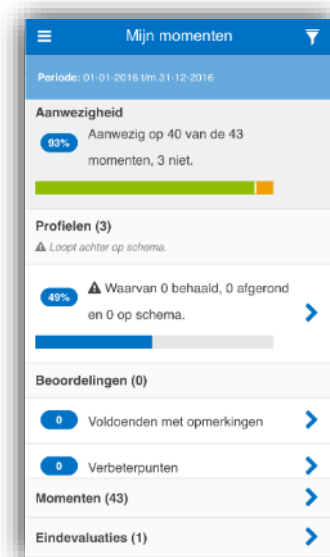 Mijn momenten
Periode: 01-01-2016 t/m 31-12-2016
Aanwezigheid
93%
Aanwezig op 40 van de 43
momenten, 3 niet.
Profielen (3)
Loopt achter op schema.
49%
Waarvan 0 behaald, 0 afgerond
en 0 op schema.
Beoordelingen (0)
0 Voldoenden met opmerkingen
0 Verbeterpunten
Momenten (43)
Eindevaluaties (1)